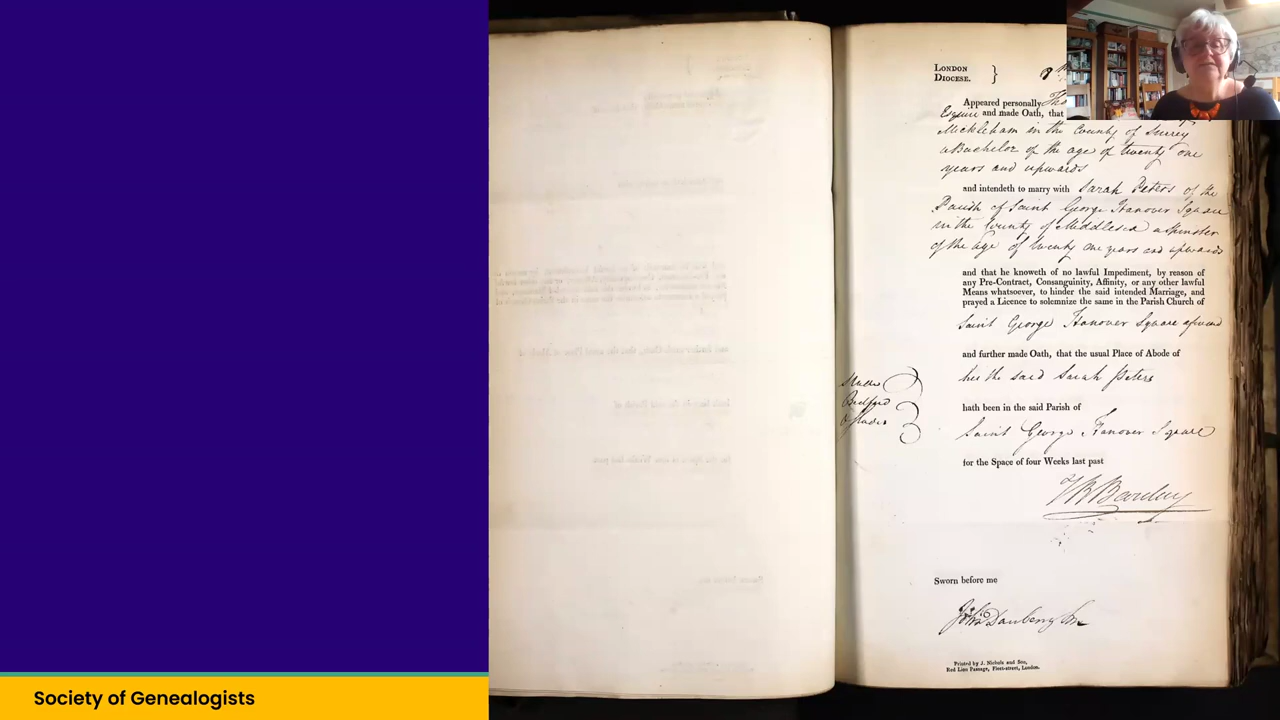 LONDON
DIOCESE.
Appeared personally
Esquire and made Oath, that
Mickleham in the County of Surrey
a Bachelor of the age of twenty one
years and upwards
and intendeth to marry with Sarah Peters of the
Parish of Saint George Hanover Square
in the County of Middlesex a Spinster
of the age of twenty one years and upwards
and that he knoweth of no lawful Impediment, by reason of
any Pre-Contract, Consanguinity, Affinity, or any other lawful
Means whatsoever, to hinder the said intended Marriage, and
prayed a Licence to solemnize the same in the Parish Church of
Saint George Hanover Square aforesaid
and further made Oath, that the usual Place of Abode of
her the said Sarah Peters
hath been in the said Parish of
Saint George Hanover Square
for the Space of four Weeks last past
Sworn before me
Printed by J. Nichols and Son,
Red Lion Passage, Fleet-street, London.
Society of Genealogists